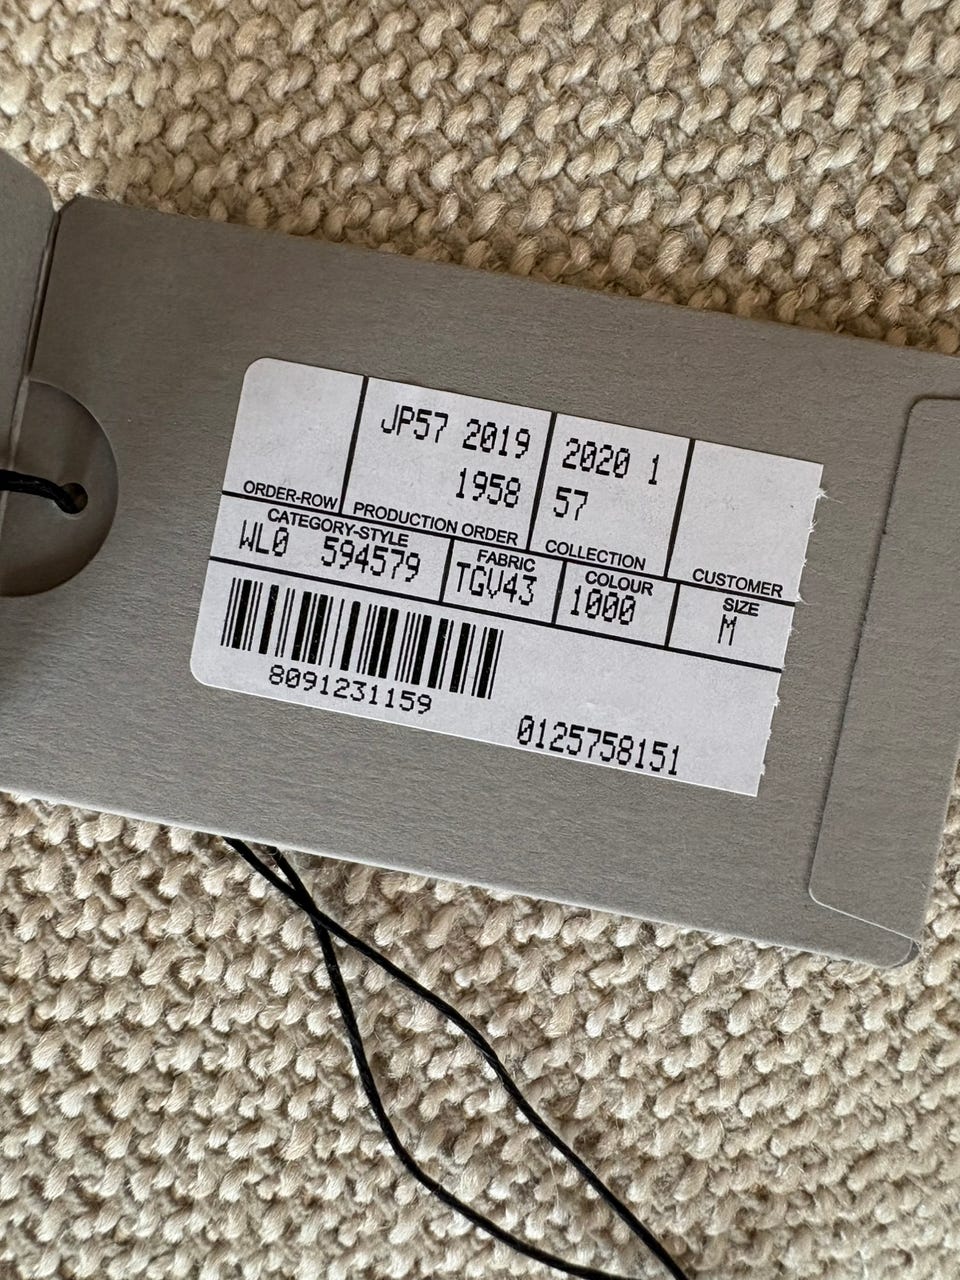 JP57 2019
1958
2020 1
57
ORDER-ROW
PRODUCTION ORDER
COLLECTION
CUSTOMER
CATEGORY-STYLE
WL0 594579
FABRIC
TGV43
COLOUR
1000
SIZE
M
8091231159
0125758151